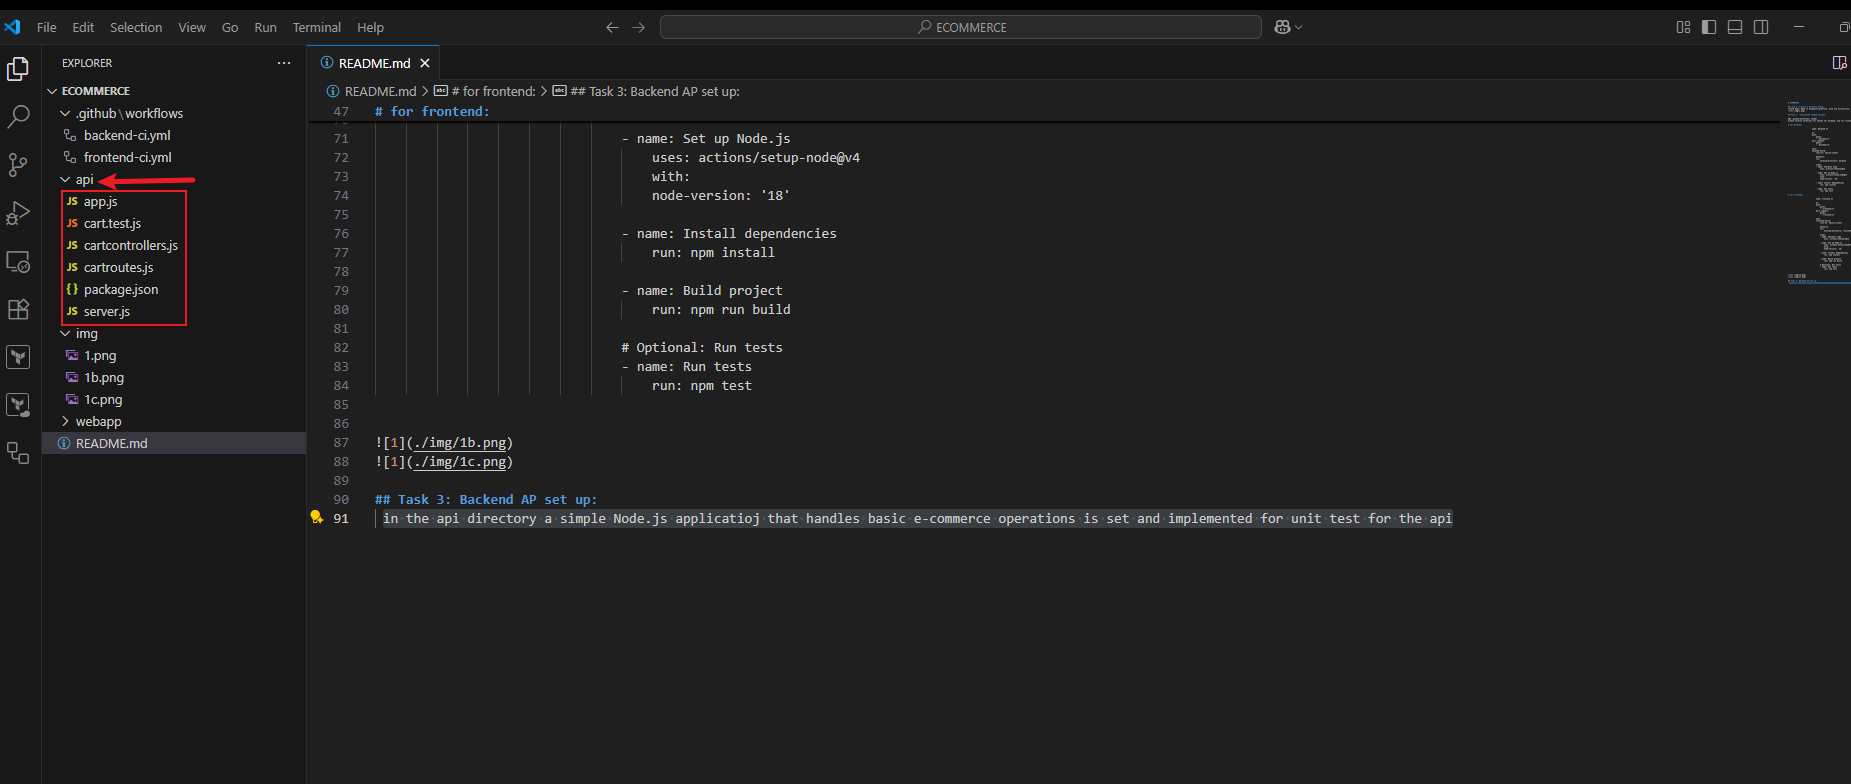 File Edit Selection View Go Run Terminal Help
ECOMMERCE
EXPLORER
ECOMMERCE
.github\workflows
backend-ci.yml
frontend-ci.yml
api
JS app.js
JS cart.test.js
JS cartcontrollers.js
JS cartroutes.js
{} package.json
JS server.js
img
1.png
1b.png
1c.png
webapp
README.md
README.md
README.md > # for frontend: > ## Task 3: Backend AP set up:
47 # for frontend:
71 - name: Set up Node.js
72 uses: actions/setup-node@v4
73 with:
74 node-version: '18'
75
76 - name: Install dependencies
77 run: npm install
78
79 - name: Build project
80 run: npm run build
81
82 # Optional: Run tests
83 - name: Run tests
84 run: npm test
85
86
87 ![1](./img/1b.png)
88 ![1](./img/1c.png)
89
90 ## Task 3: Backend AP set up:
91 in the api directory a simple Node.js applicatioj that handles basic e-commerce operations is set and implemented for unit test for the api